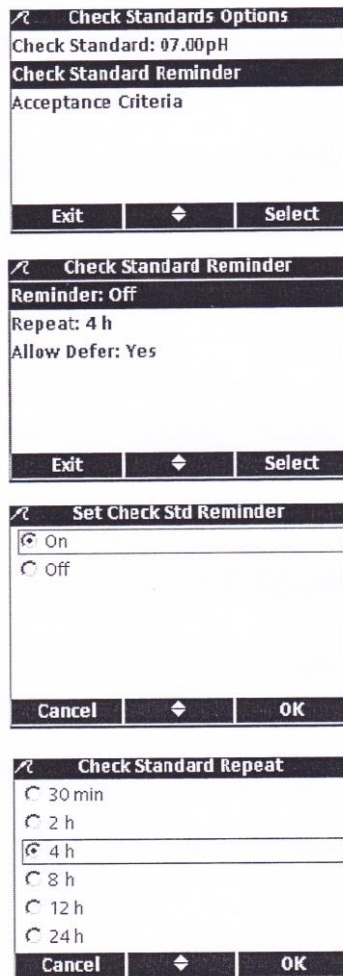 Check Standards Options
Check Standard: 07.00pH
Check Standard Reminder
Acceptance Criteria
Exit Select
Check Standard Reminder
Reminder: Off
Repeat: 4 h
Allow Defer: Yes
Exit Select
Set Check Std Reminder
On
Off
Cancel OK
Check Standard Repeat
30 min
2 h
4 h
8 h
12 h
24 h
Cancel OK